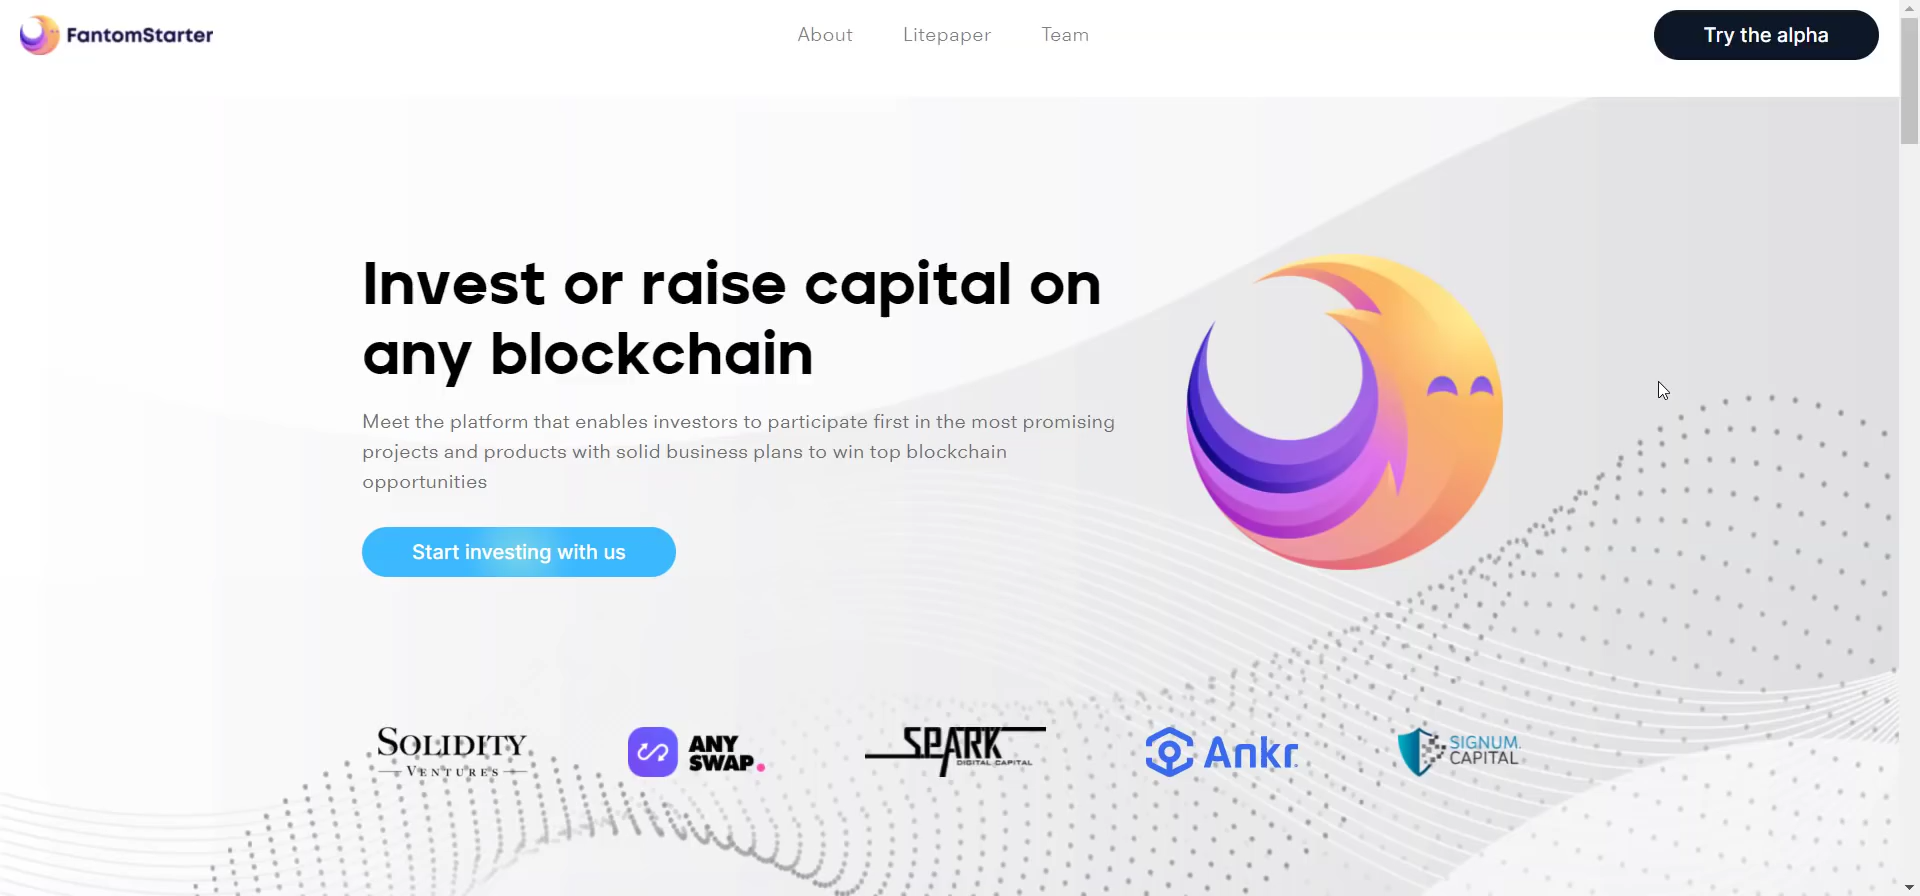 FantomStarter
About
Litepaper
Team
Try the alpha
Invest or raise capital on
any blockchain
Meet the platform that enables investors to participate first in the most promising
projects and products with solid business plans to win top blockchain
opportunities
Start investing with us
SOLIDITY
VENTURES
ANY
SWAP
SPARK
DIGITAL CAPITAL
Ankr
SIGNUM.
CAPITAL